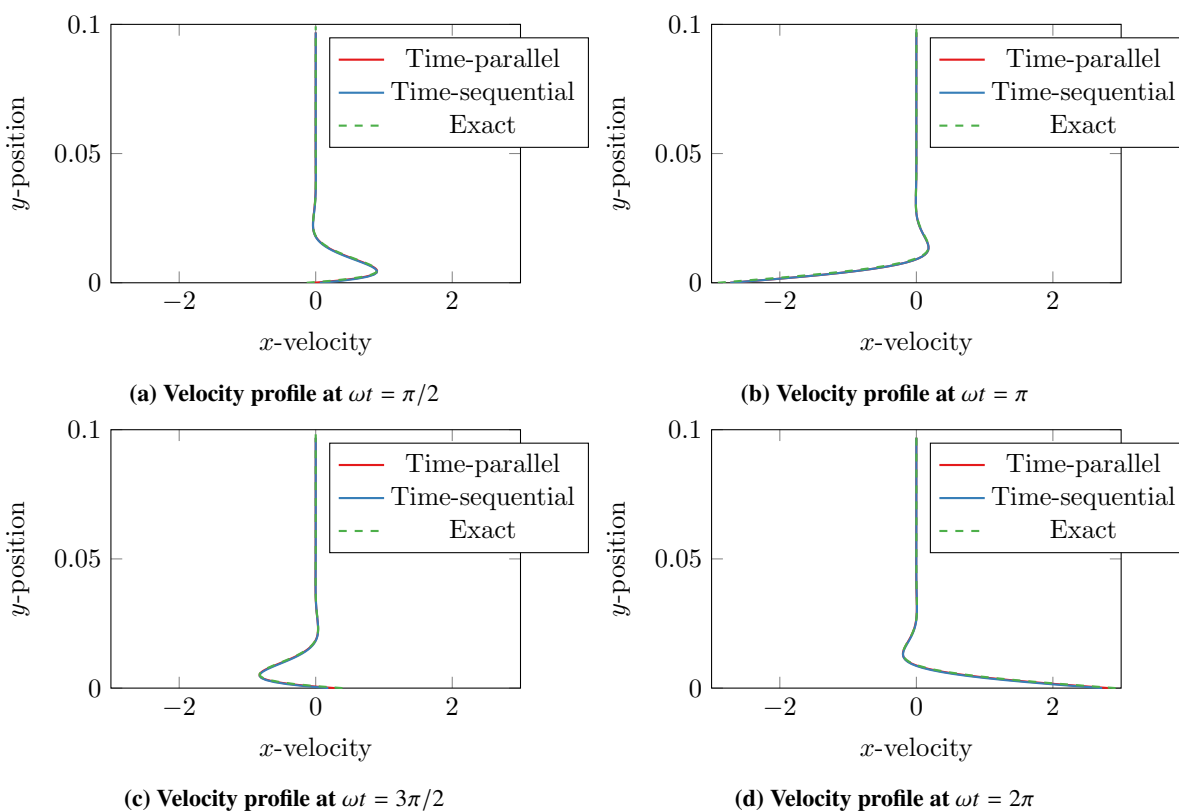 0.1
Time-parallel
Time-sequential
Exact
y-position
0.05
0
−2
0
2
x-velocity
(a) Velocity profile at ωt = π/2
0.1
Time-parallel
Time-sequential
Exact
y-position
0.05
0
−2
0
2
x-velocity
(b) Velocity profile at ωt = π
0.1
Time-parallel
Time-sequential
Exact
y-position
0.05
0
−2
0
2
x-velocity
(c) Velocity profile at ωt = 3π/2
0.1
Time-parallel
Time-sequential
Exact
y-position
0.05
0
−2
0
2
x-velocity
(d) Velocity profile at ωt = 2π